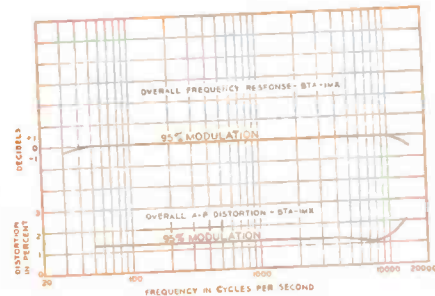 OVERALL FREQUENCY RESPONSE - BTA-1MX
DECIBELS
+1
0
-1
95% MODULATION
OVERALL A-F DISTORTION - BTA-1MX
95% MODULATION
DISTORTION
IN PERCENT
3
2
1
0
20
100
1000
10000
20000
FREQUENCY IN CYCLES PER SECOND